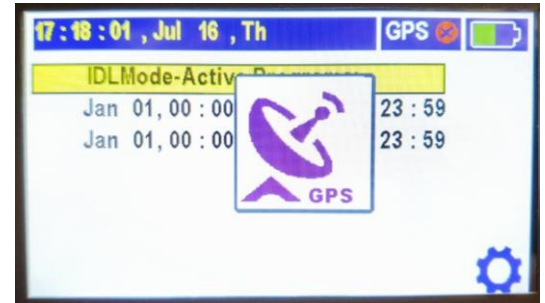 17:18:01 ,Jul 16 ,Th GPS
IDLMode-Activ
Jan 01,00:00 23:59
Jan 01,00:00 23:59
GPS